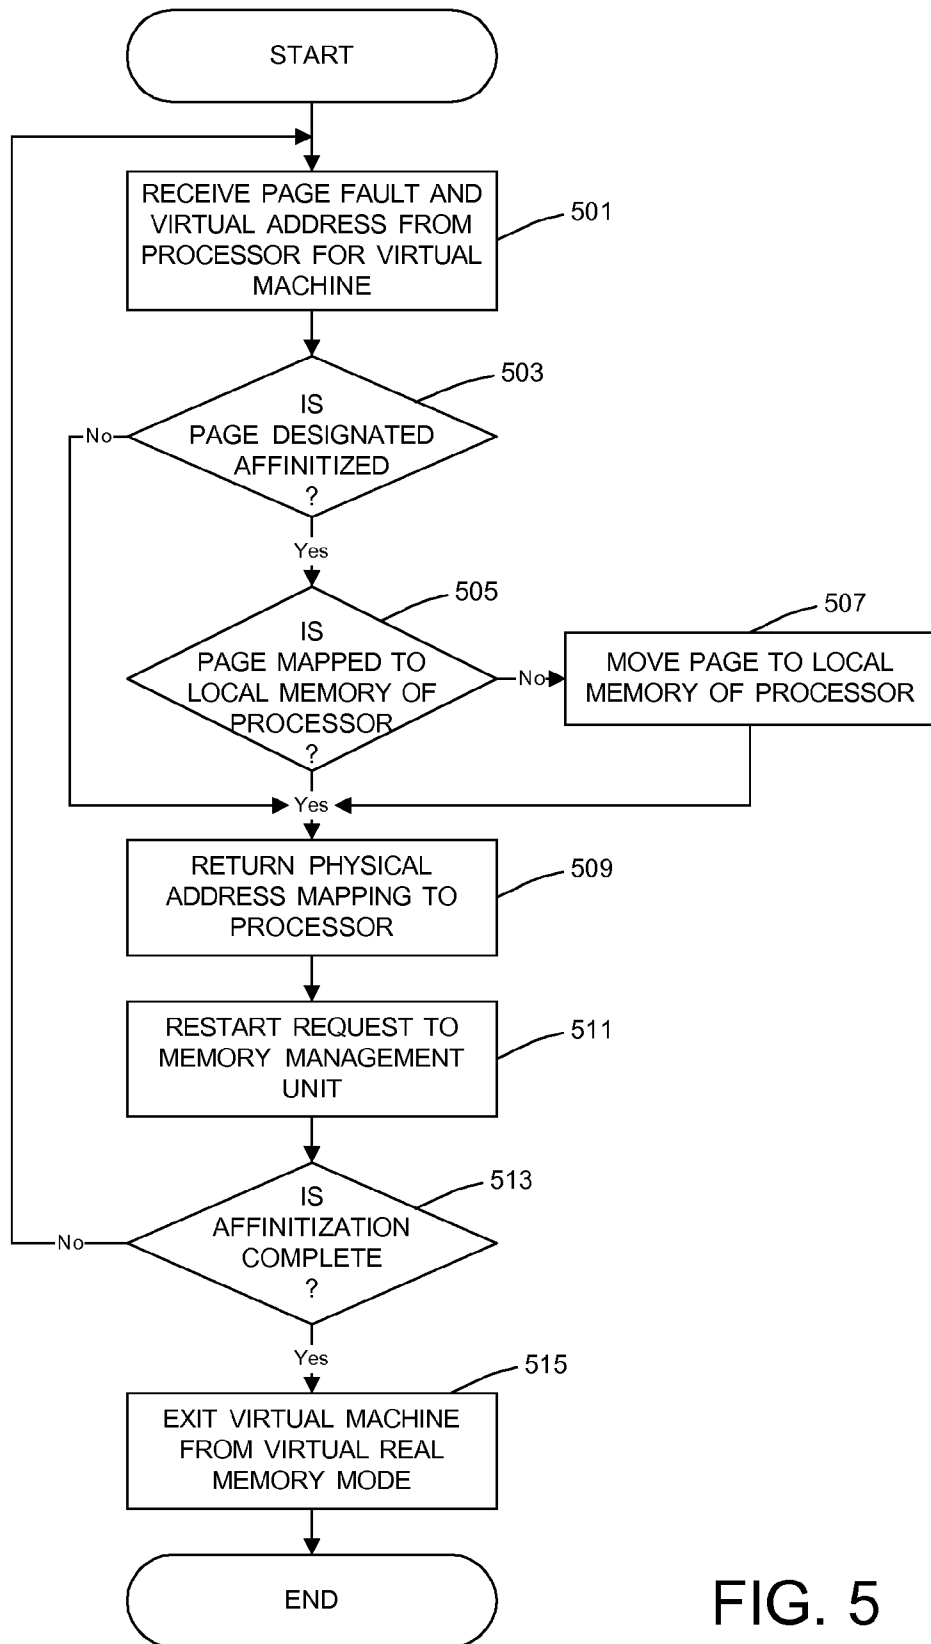 START
RECEIVE PAGE FAULT AND
VIRTUAL ADDRESS FROM
PROCESSOR FOR VIRTUAL
MACHINE
501
503
IS
PAGE DESIGNATED
AFFINITIZED
?
No
Yes
505
IS
PAGE MAPPED TO
LOCAL MEMORY OF
PROCESSOR
?
No
507
MOVE PAGE TO LOCAL
MEMORY OF PROCESSOR
Yes
RETURN PHYSICAL
ADDRESS MAPPING TO
PROCESSOR
509
RESTART REQUEST TO
MEMORY MANAGEMENT
UNIT
511
513
IS
AFFINITIZATION
COMPLETE
?
No
Yes
515
EXIT VIRTUAL MACHINE
FROM VIRTUAL REAL
MEMORY MODE
END
FIG. 5